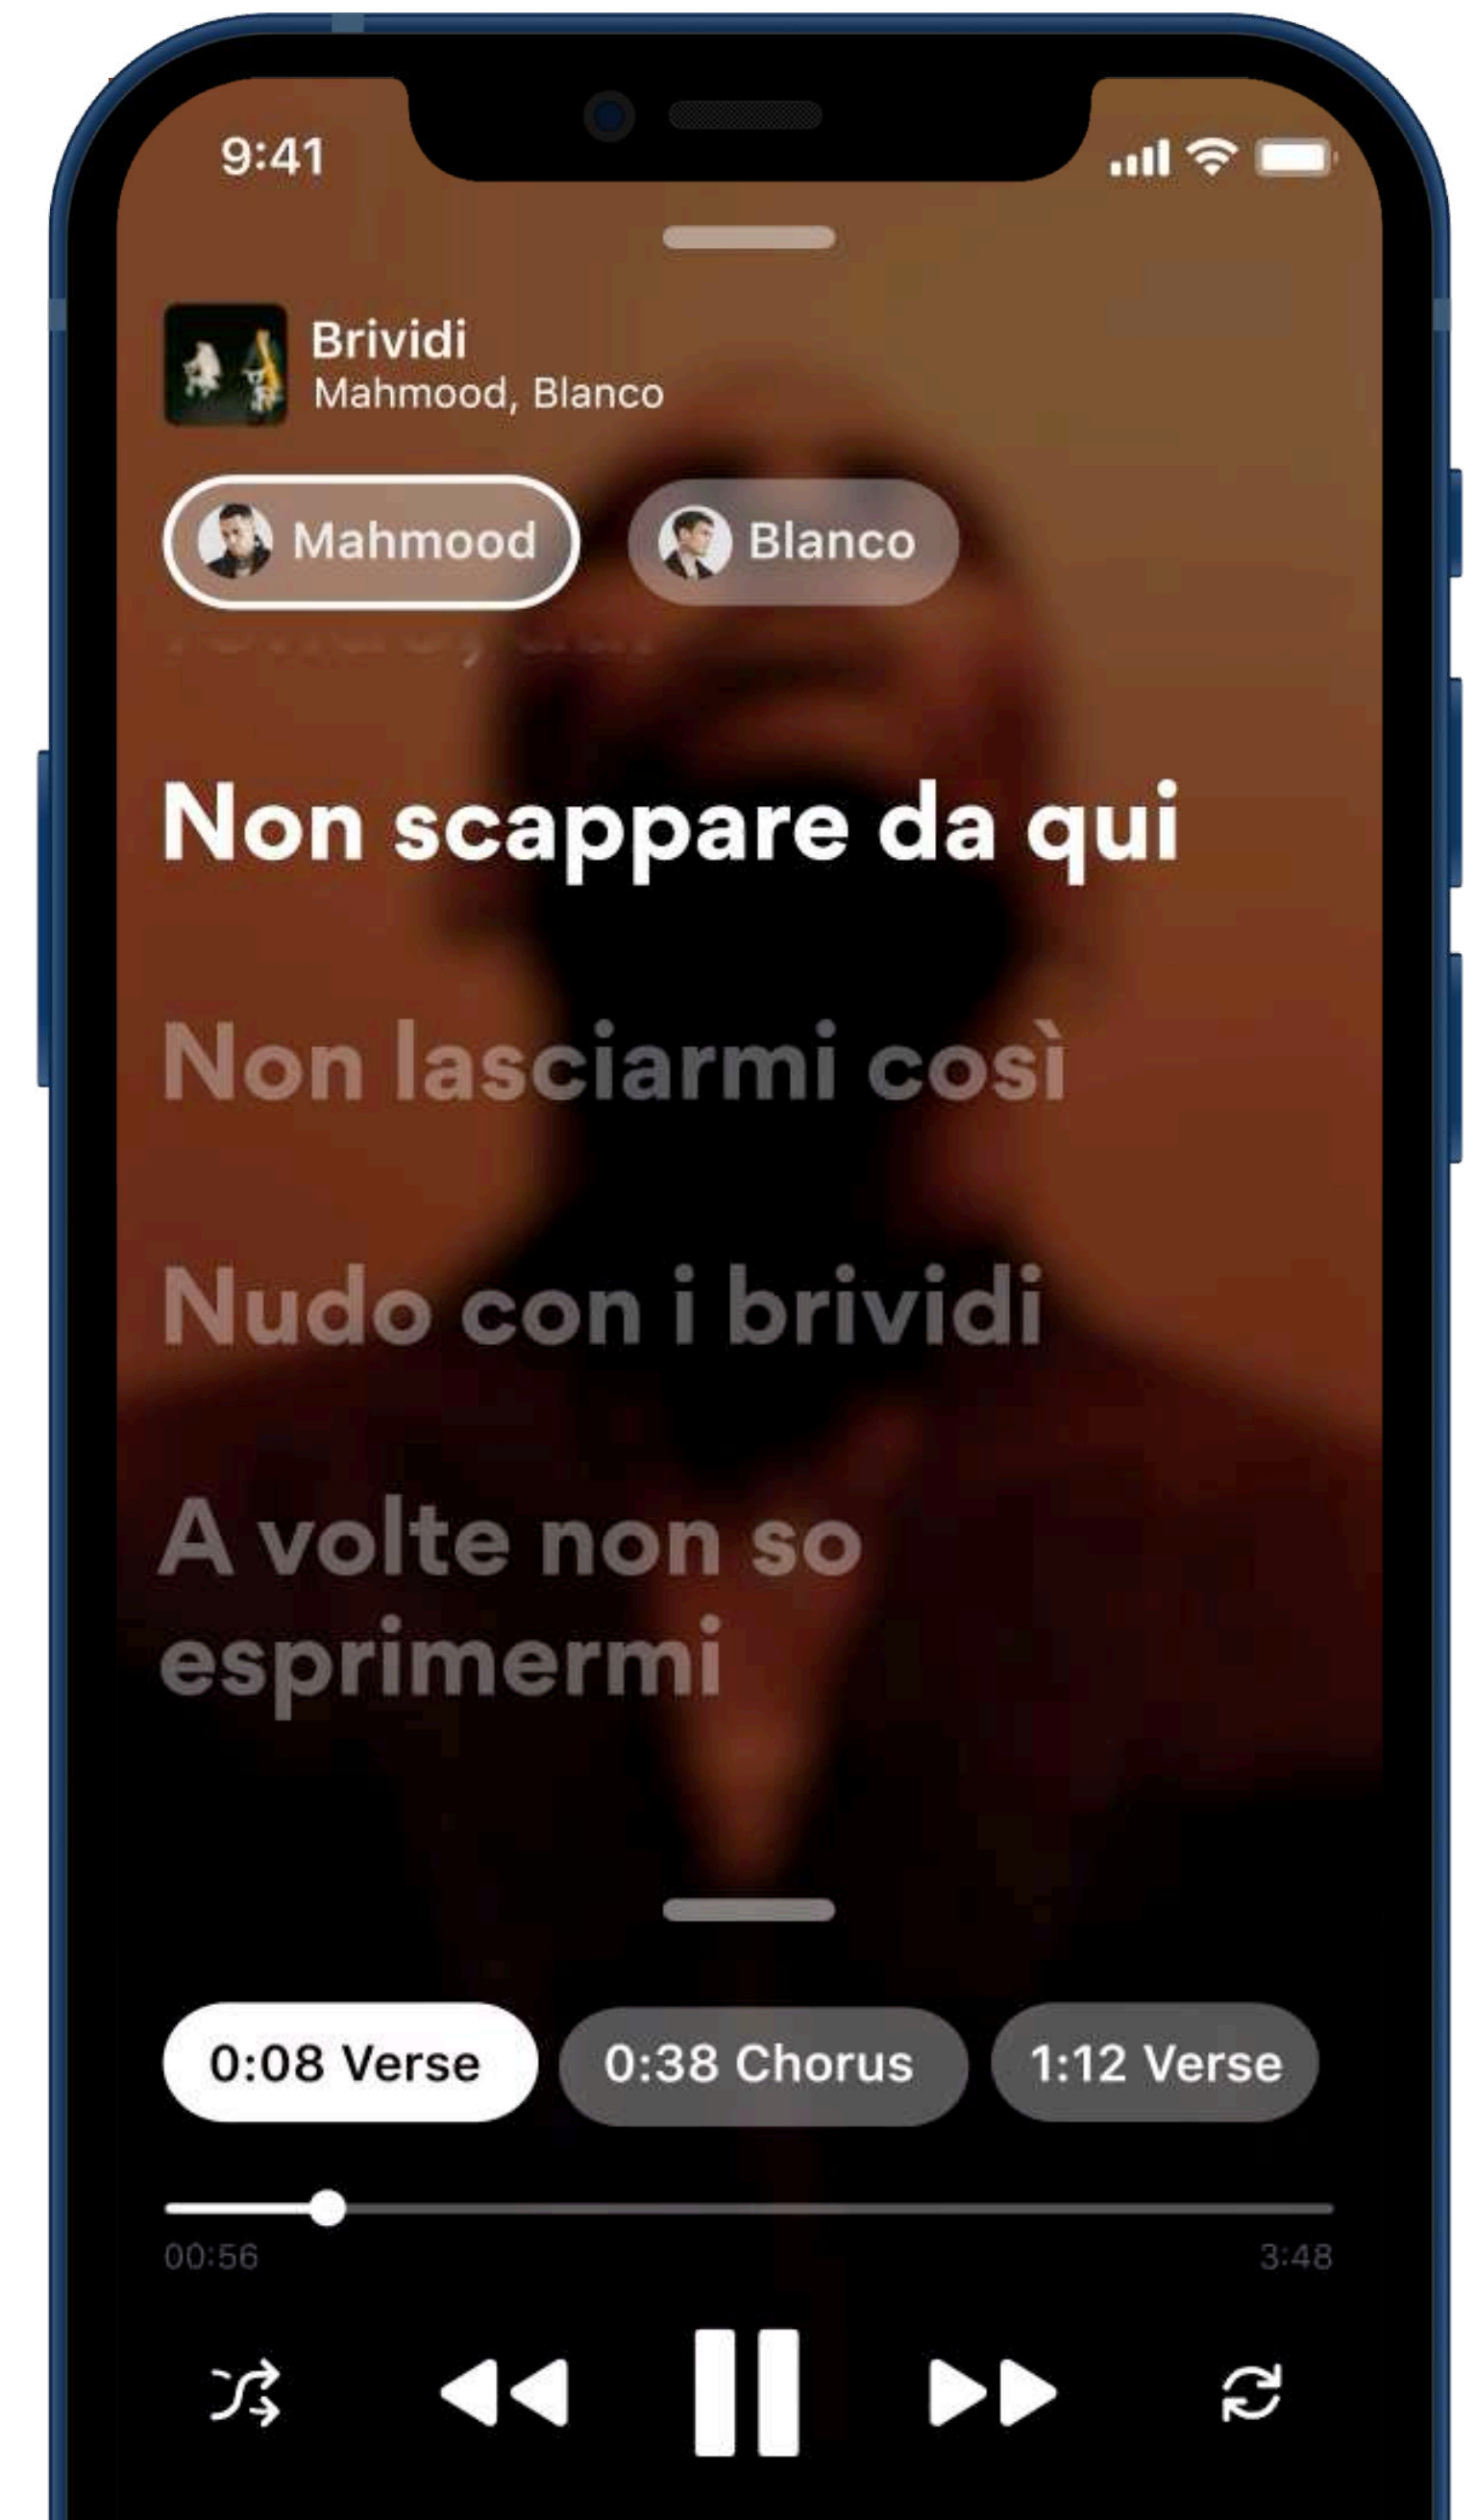 9:41
Brividi
Mahmood, Blanco
Mahmood
Blanco
Non scappare da qui
Non lasciarmi così
Nudo con i brividi
A volte non so
esprimermi
0:08 Verse
0:38 Chorus
1:12 Verse
00:56
3:48